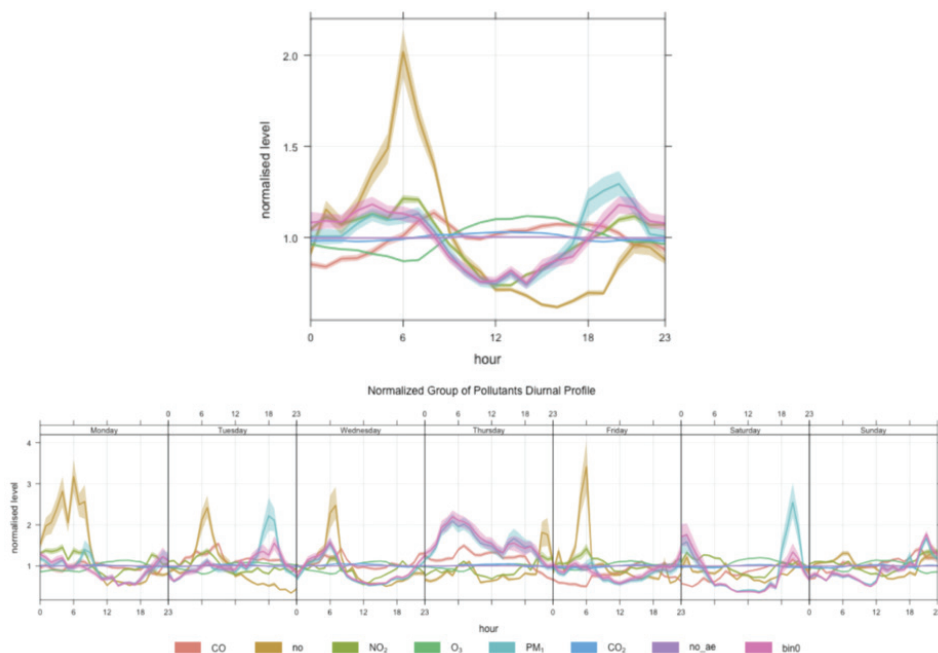 2.0
1.5
1.0
normalised level
0 6 12 18 23
hour
Normalized Group of Pollutants Diurnal Profile
0 6 12 18 23 0 6 12 18 23 0 6 12 18 23
Monday Tuesday Wednesday Thursday Friday Saturday Sunday
4
3
2
1
normalised level
0 6 12 18 23 0 6 12 18 23 0 6 12 18 23 0 6 12 18 23
hour
CO no NO₂ O₃ PM₁ CO₂ no_ae bin0